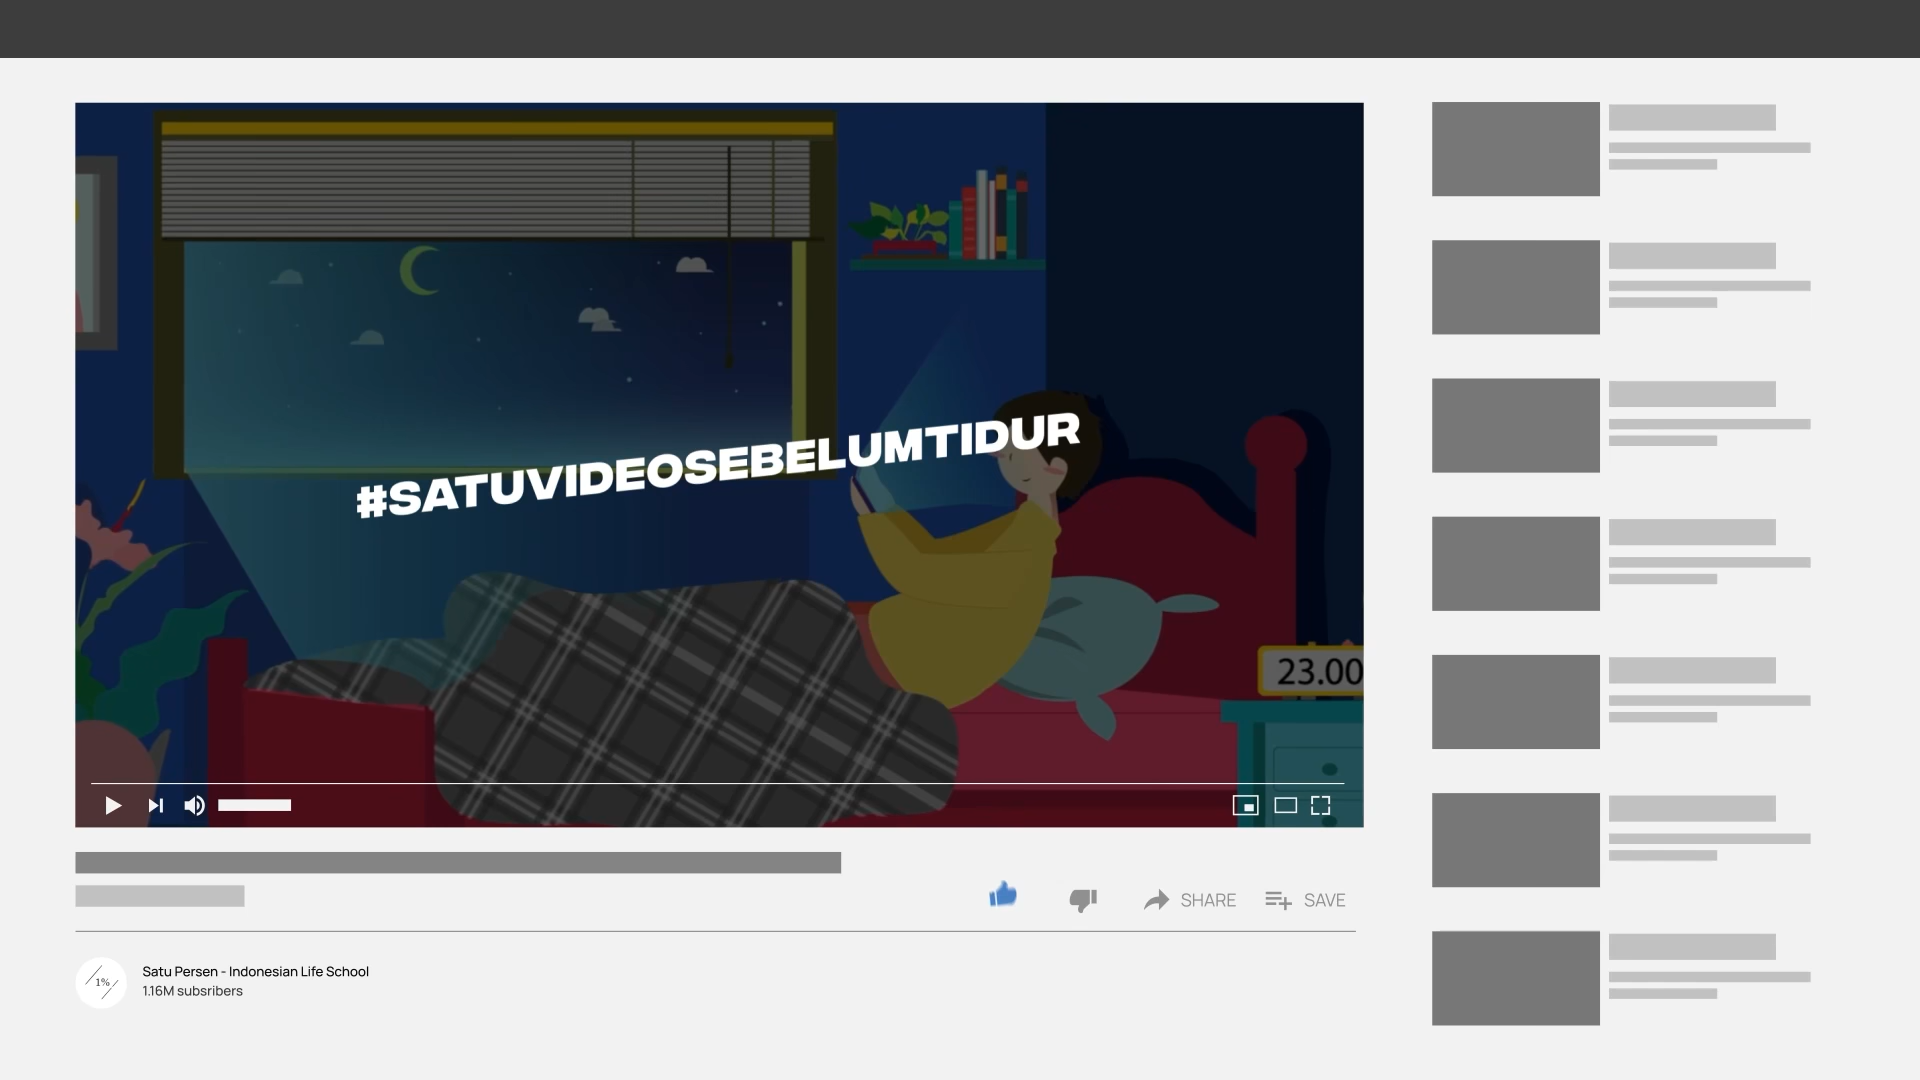 #SATUVIDEOSEBELUMTIDUR
23.00
SHARE
SAVE
1%
Satu Persen - Indonesian Life School
1.16M subsribers